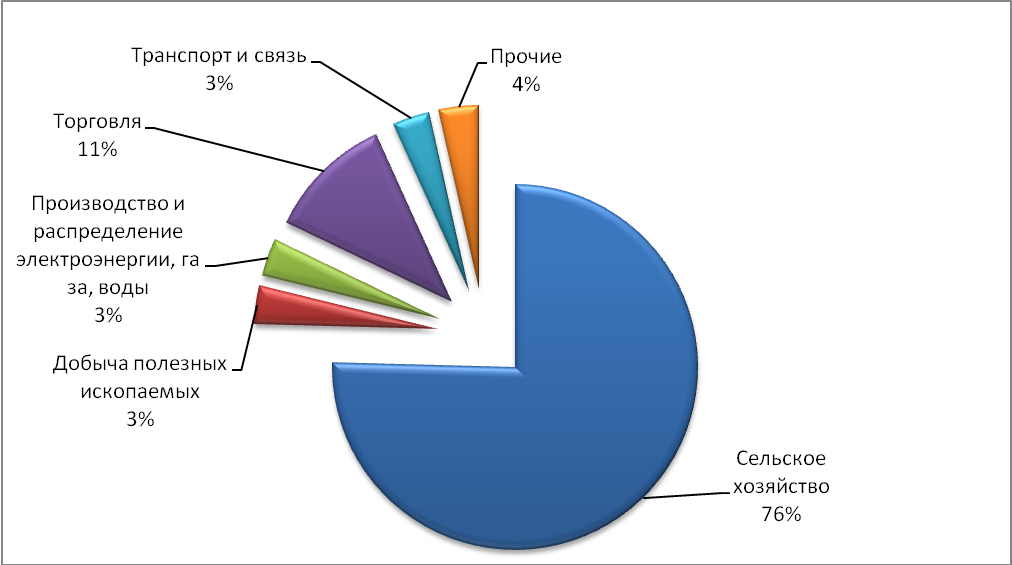 Транспорт и связь
3%
Прочие
4%
Торговля
11%
Производство и
распределение
электроэнергии, га
за, воды
3%
Добыча полезных
ископаемых
3%
Сельское
хозяйство
76%